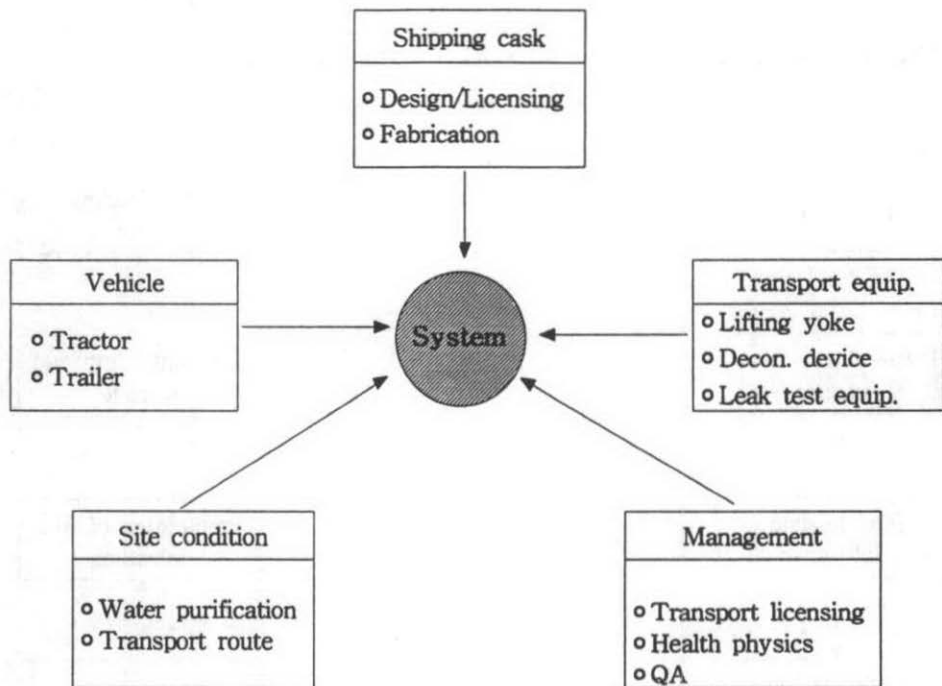 Shipping cask
Design/Licensing
Fabrication
Vehicle
Tractor
Trailer
System
Transport equip.
Lifting yoke
Decon. device
Leak test equip.
Site condition
Water purification
Transport route
Management
Transport licensing
Health physics
QA